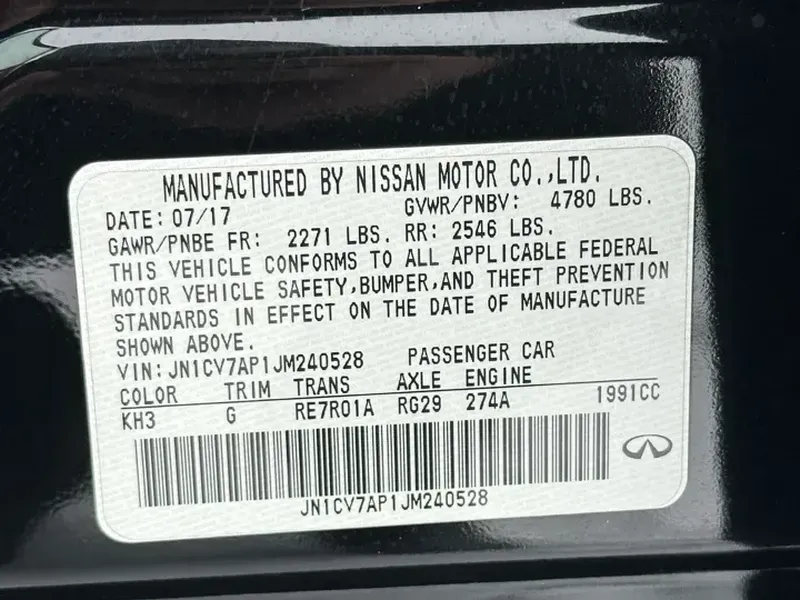 MANUFACTURED BY NISSAN MOTOR CO.,LTD.
DATE: 07/17 GVWR/PNBV: 4780 LBS.
GAWR/PNBE FR: 2271 LBS. RR: 2546 LBS.
THIS VEHICLE CONFORMS TO ALL APPLICABLE FEDERAL
MOTOR VEHICLE SAFETY,BUMPER,AND THEFT PREVENTION
STANDARDS IN EFFECT ON THE DATE OF MANUFACTURE
SHOWN ABOVE.
VIN:JN1CV7AP1JM240528 PASSENGER CAR
COLOR TRIM TRANS AXLE ENGINE
KH3 G RE7R01A RG29 274A 1991CC
JN1CV7AP1JM240528